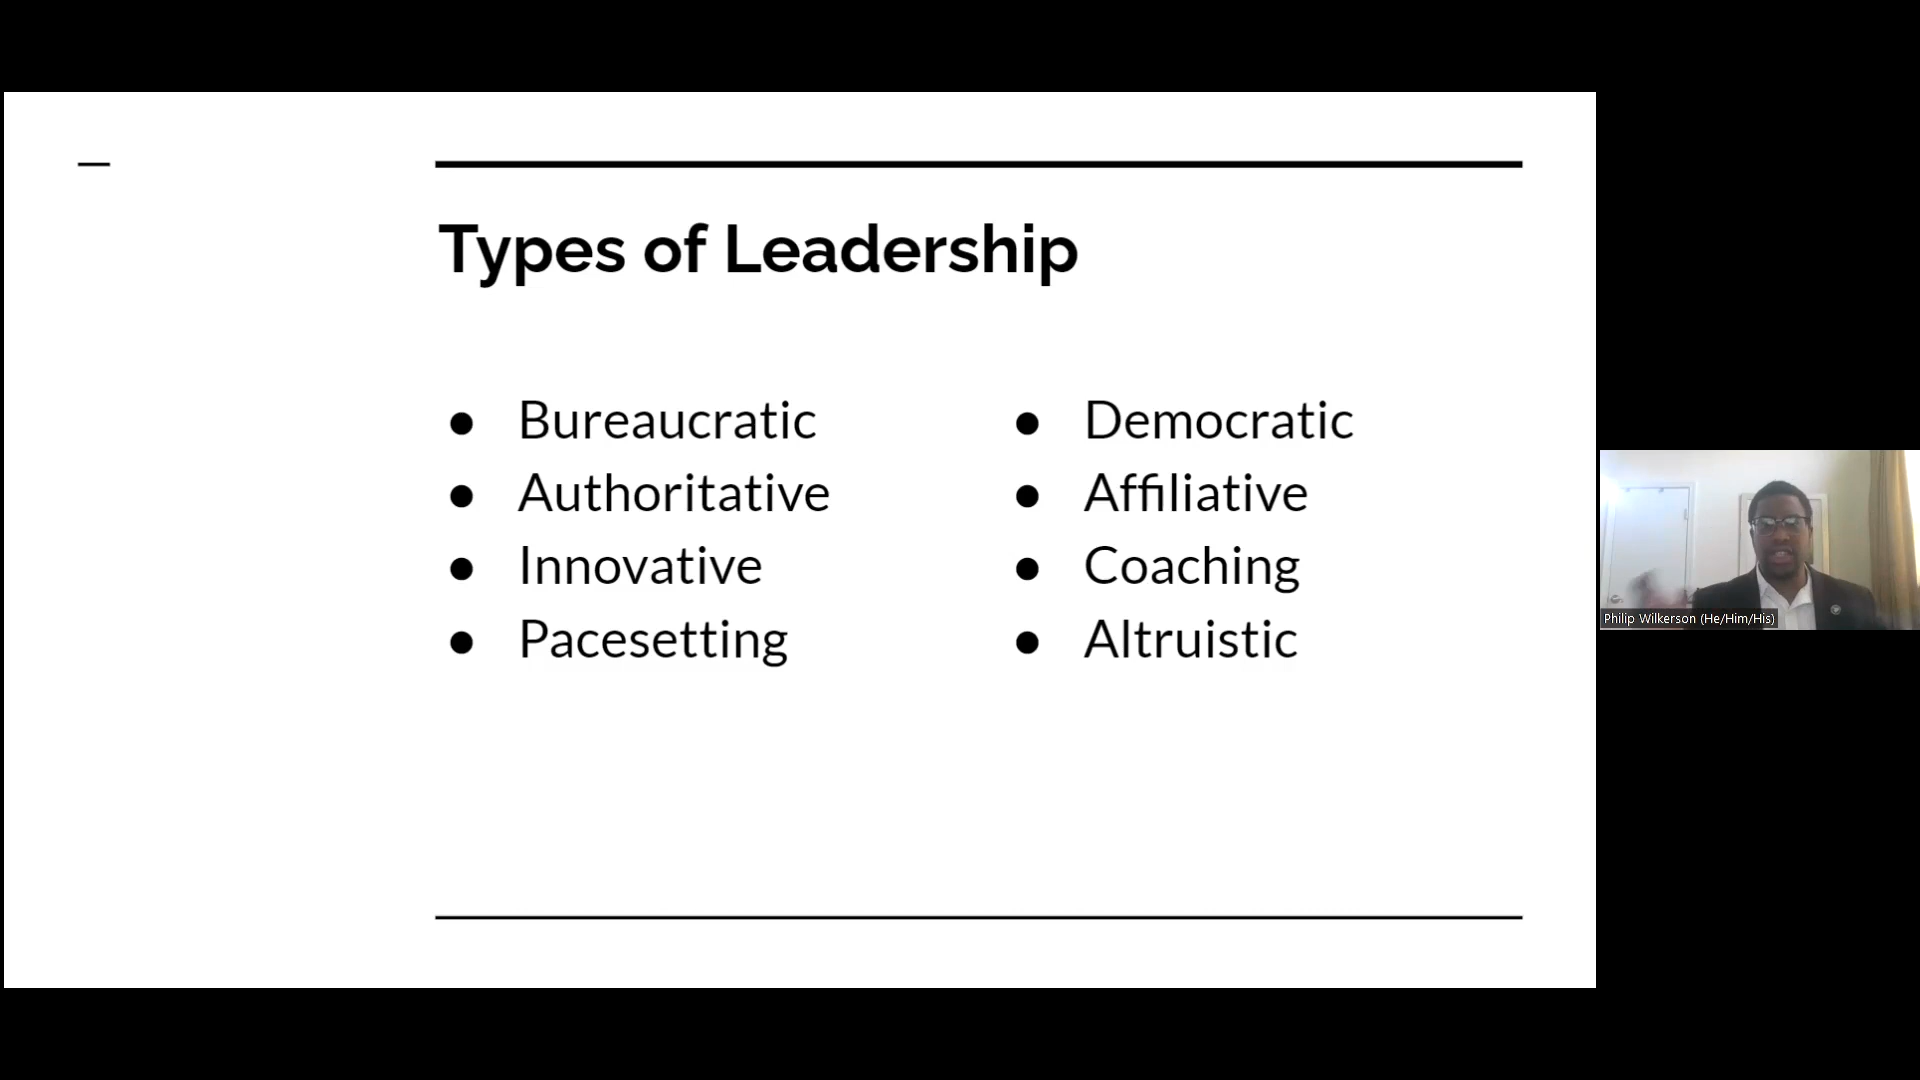 Types of Leadership
● Bureaucratic
● Authoritative
● Innovative
● Pacesetting
● Democratic
● Affiliative
● Coaching
● Altruistic
Philip Wilkerson (He/Him/His)